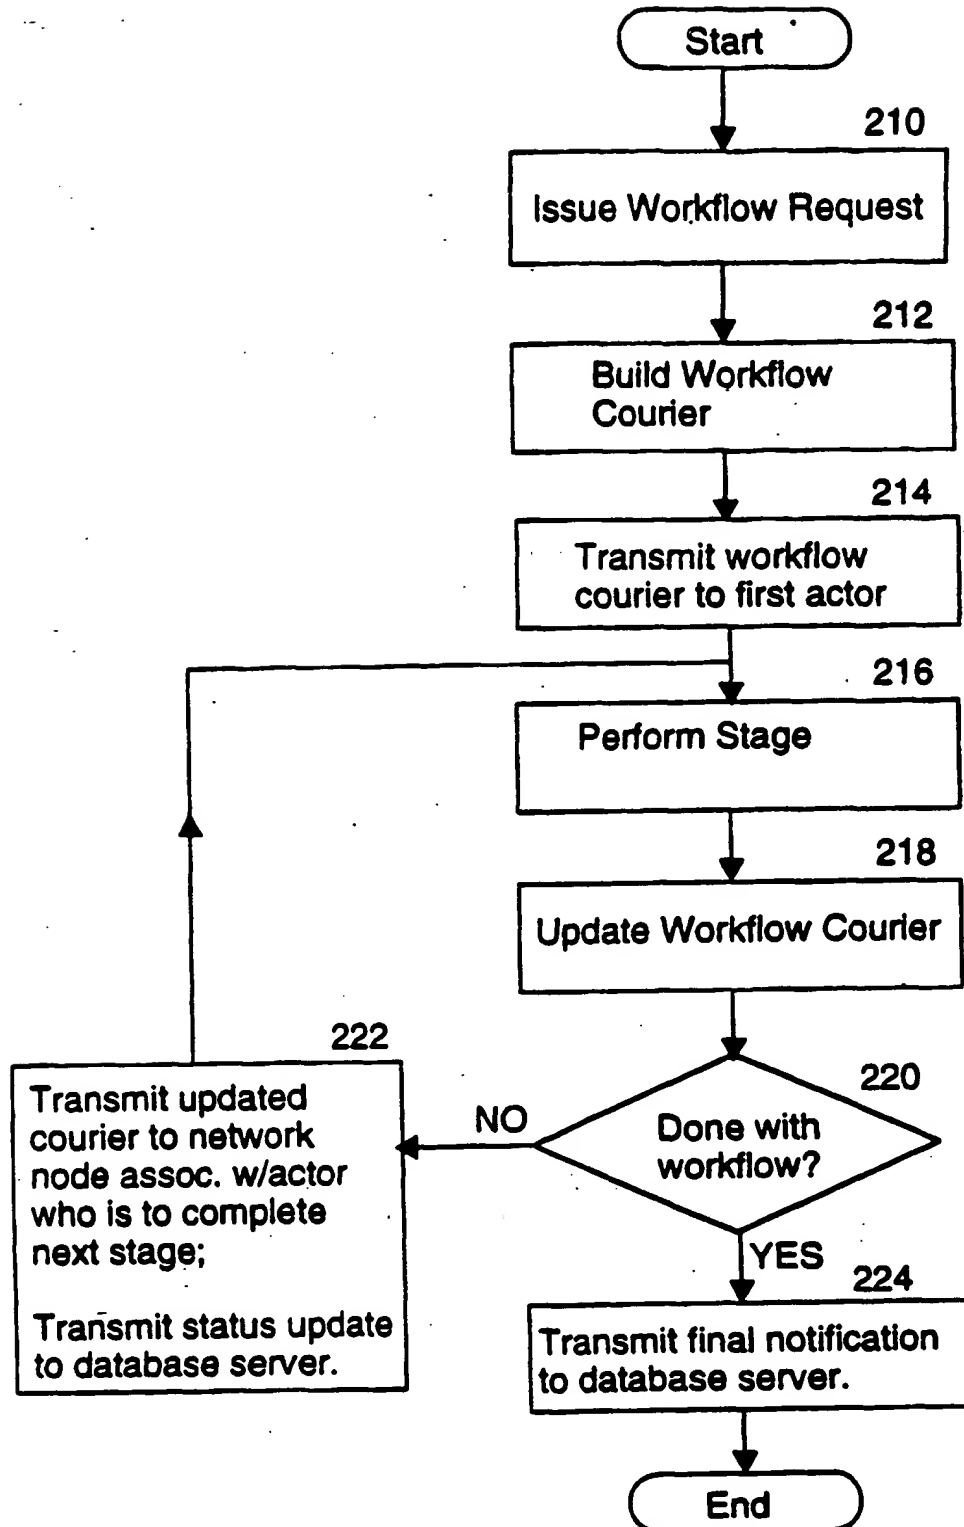 Start
210
Issue Workflow Request
212
Build Workflow
Courier
214
Transmit workflow
courier to first actor
216
Perform Stage
218
Update Workflow Courier
222
Transmit updated
courier to network
node assoc. w/actor
who is to complete
next stage;
Transmit status update
to database server.
NO
220
Done with
workflow?
YES
224
Transmit final notification
to database server.
End